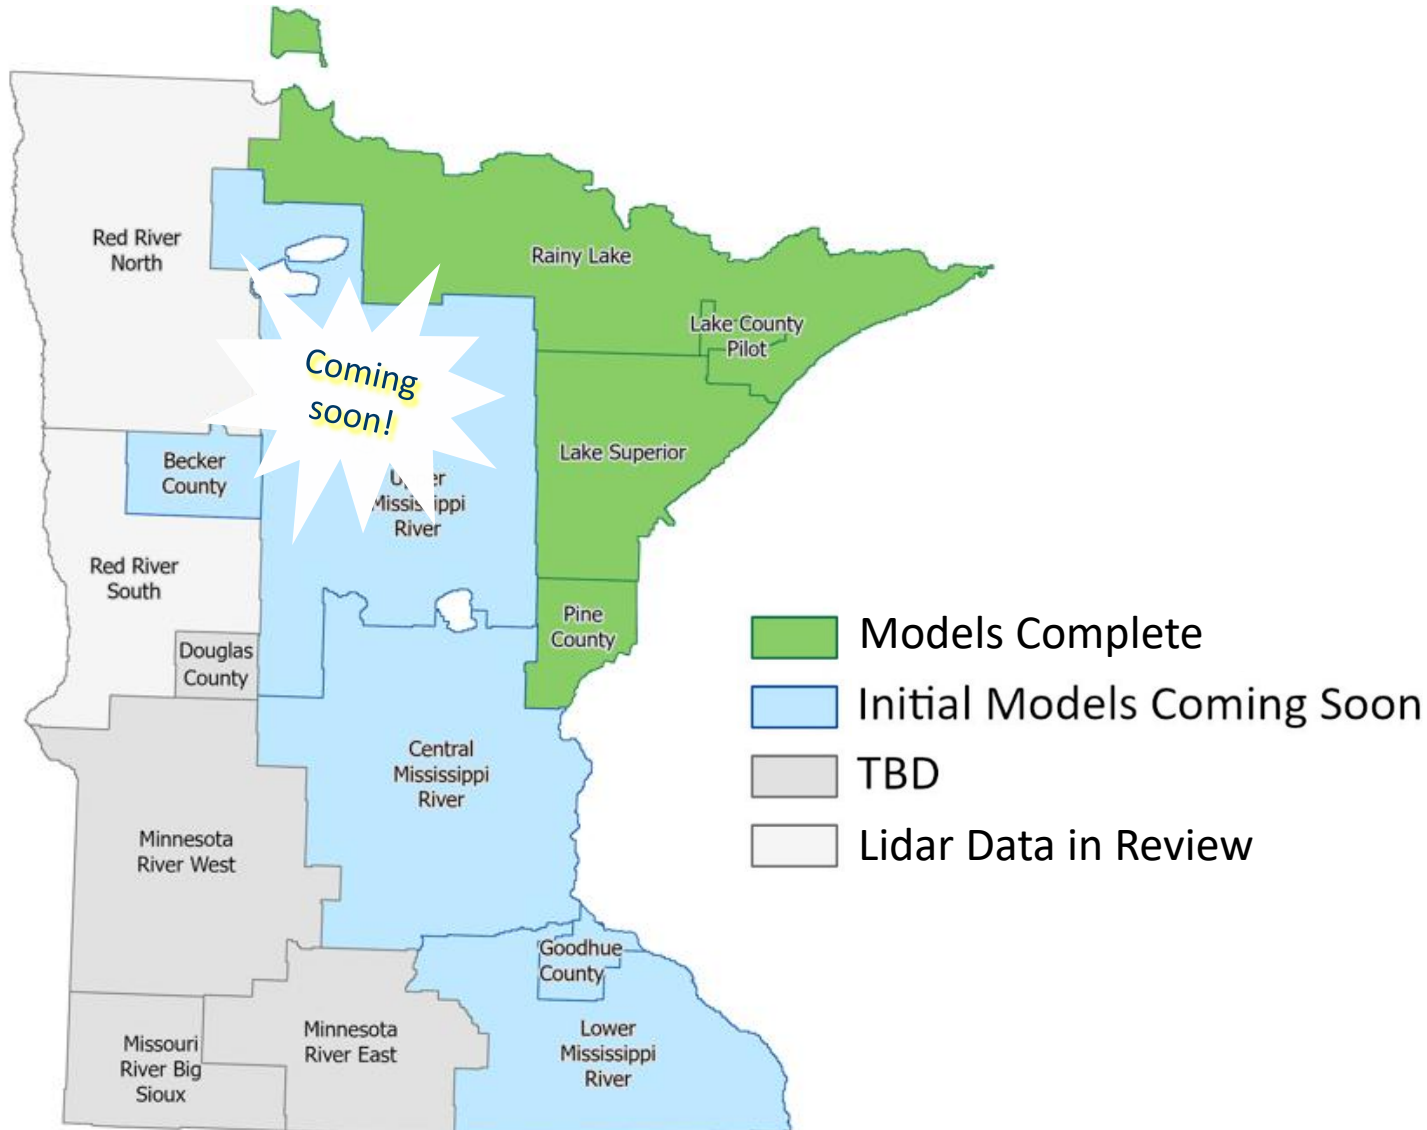 Red River
North
Rainy Lake
Lake County
Pilot
Coming
soon!
Lake Superior
Becker
County
Mississippi
River
Red River
South
Pine
County
Douglas
County
Central
Mississippi
River
Minnesota
River West
Goodhue
County
Lower
Mississippi
River
Minnesota
River East
Missouri
River Big
Sioux
Models Complete
Initial Models Coming Soon
TBD
Lidar Data in Review